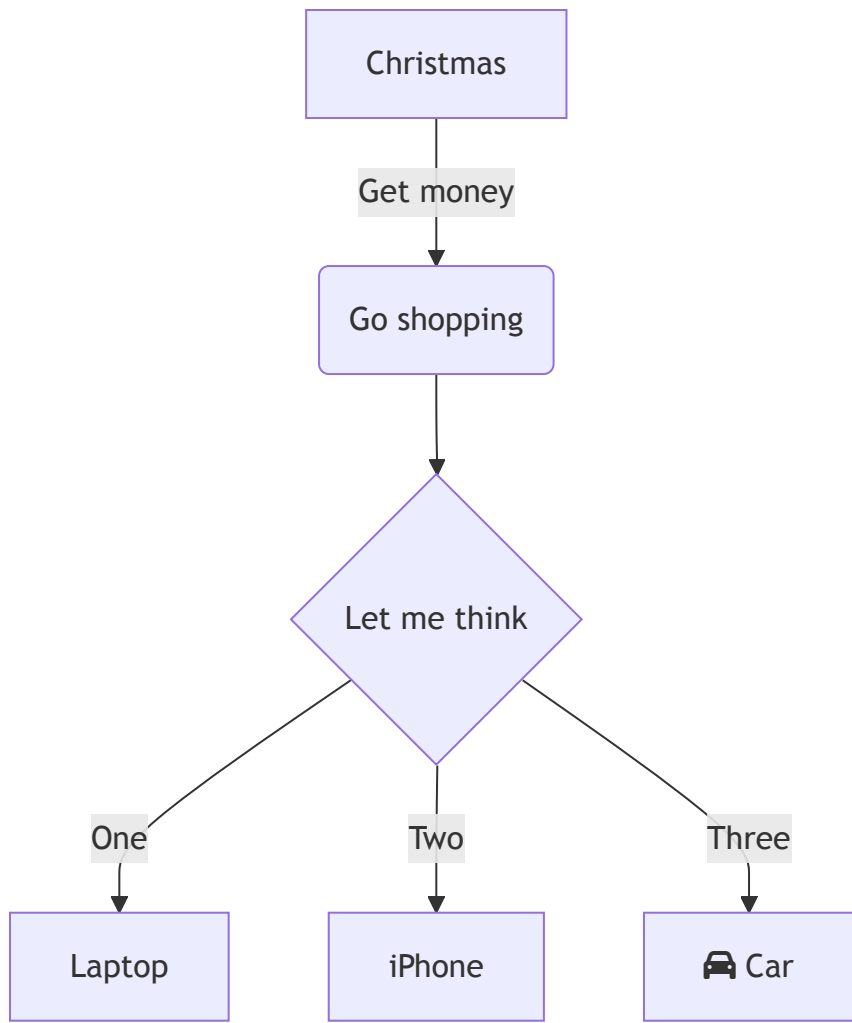 Christmas
Get money
Go shopping
Let me think
One
Two
Three
Laptop
iPhone
Car